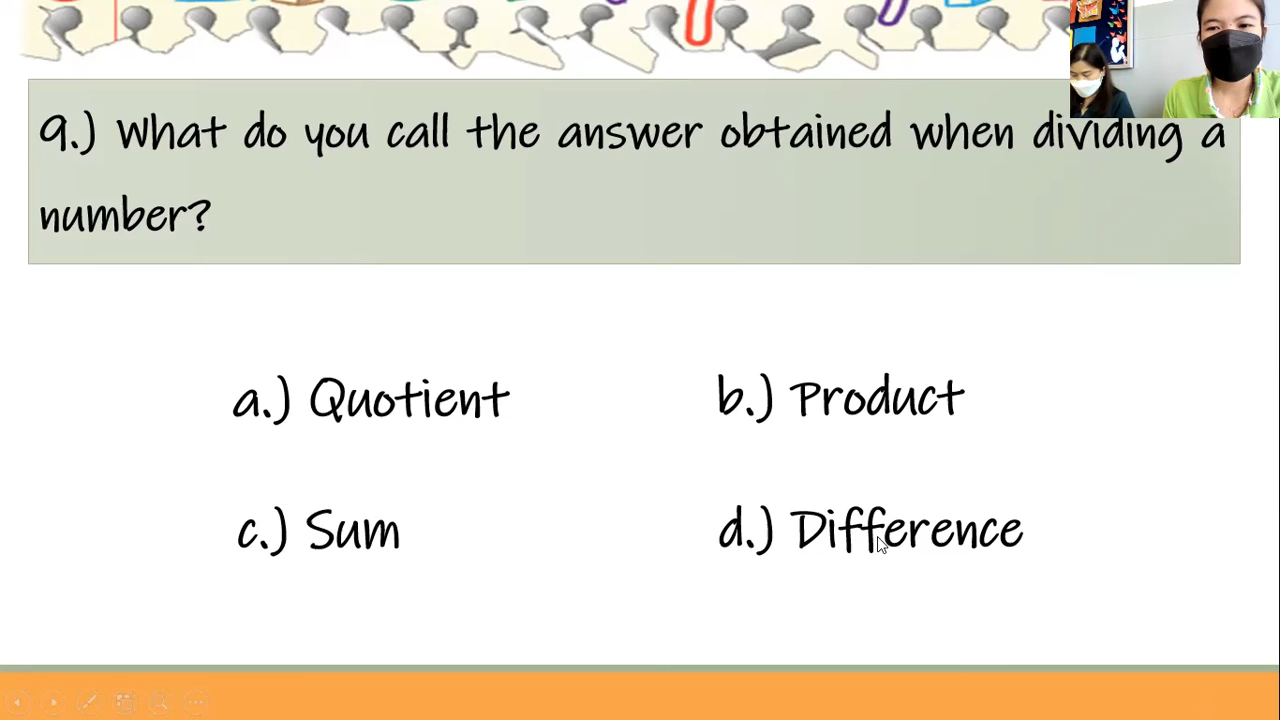 9.) What do you call the answer obtained when dividing a
number?
a.) Quotient
b.) Product
c.) Sum
d.) Difference